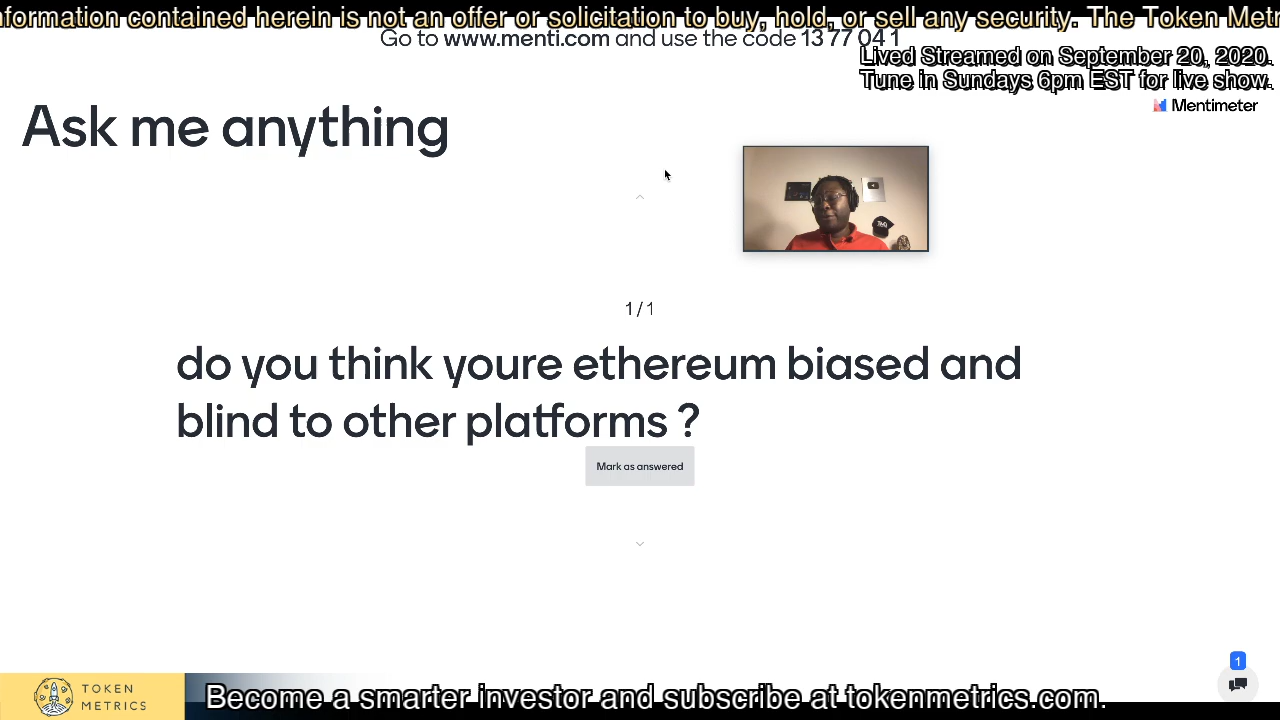 nformation contained herein is not an offer or solicitation to buy, hold, or sell any security. The Token Metr
Go to www.menti.com and use the code 13 77 04 1
Lived Streamed on September 20, 2020.
Tune in Sundays 6pm EST for live show.
Mentimeter
Ask me anything
1 / 1
do you think youre ethereum biased and
blind to other platforms ?
Mark as answered
1
TOKEN
METRICS
Become a smarter investor and subscribe at tokenmetrics.com.